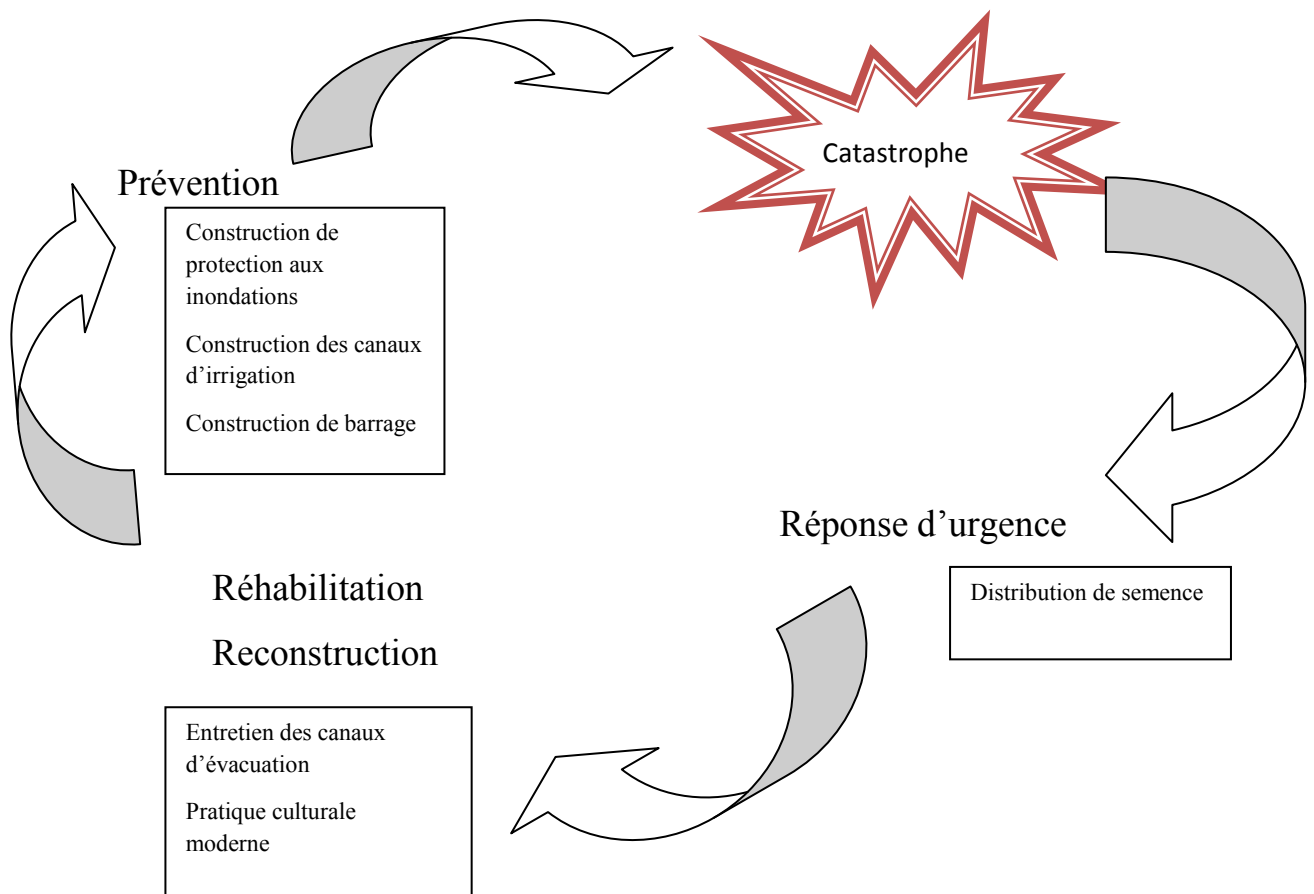 Catastrophe
Prévention
Construction de
protection aux
inondations
Construction des canaux
d’irrigation
Construction de barrage
Réponse d’urgence
Distribution de semence
Réhabilitation
Reconstruction
Entretien des canaux
d’évacuation
Pratique culturale
moderne